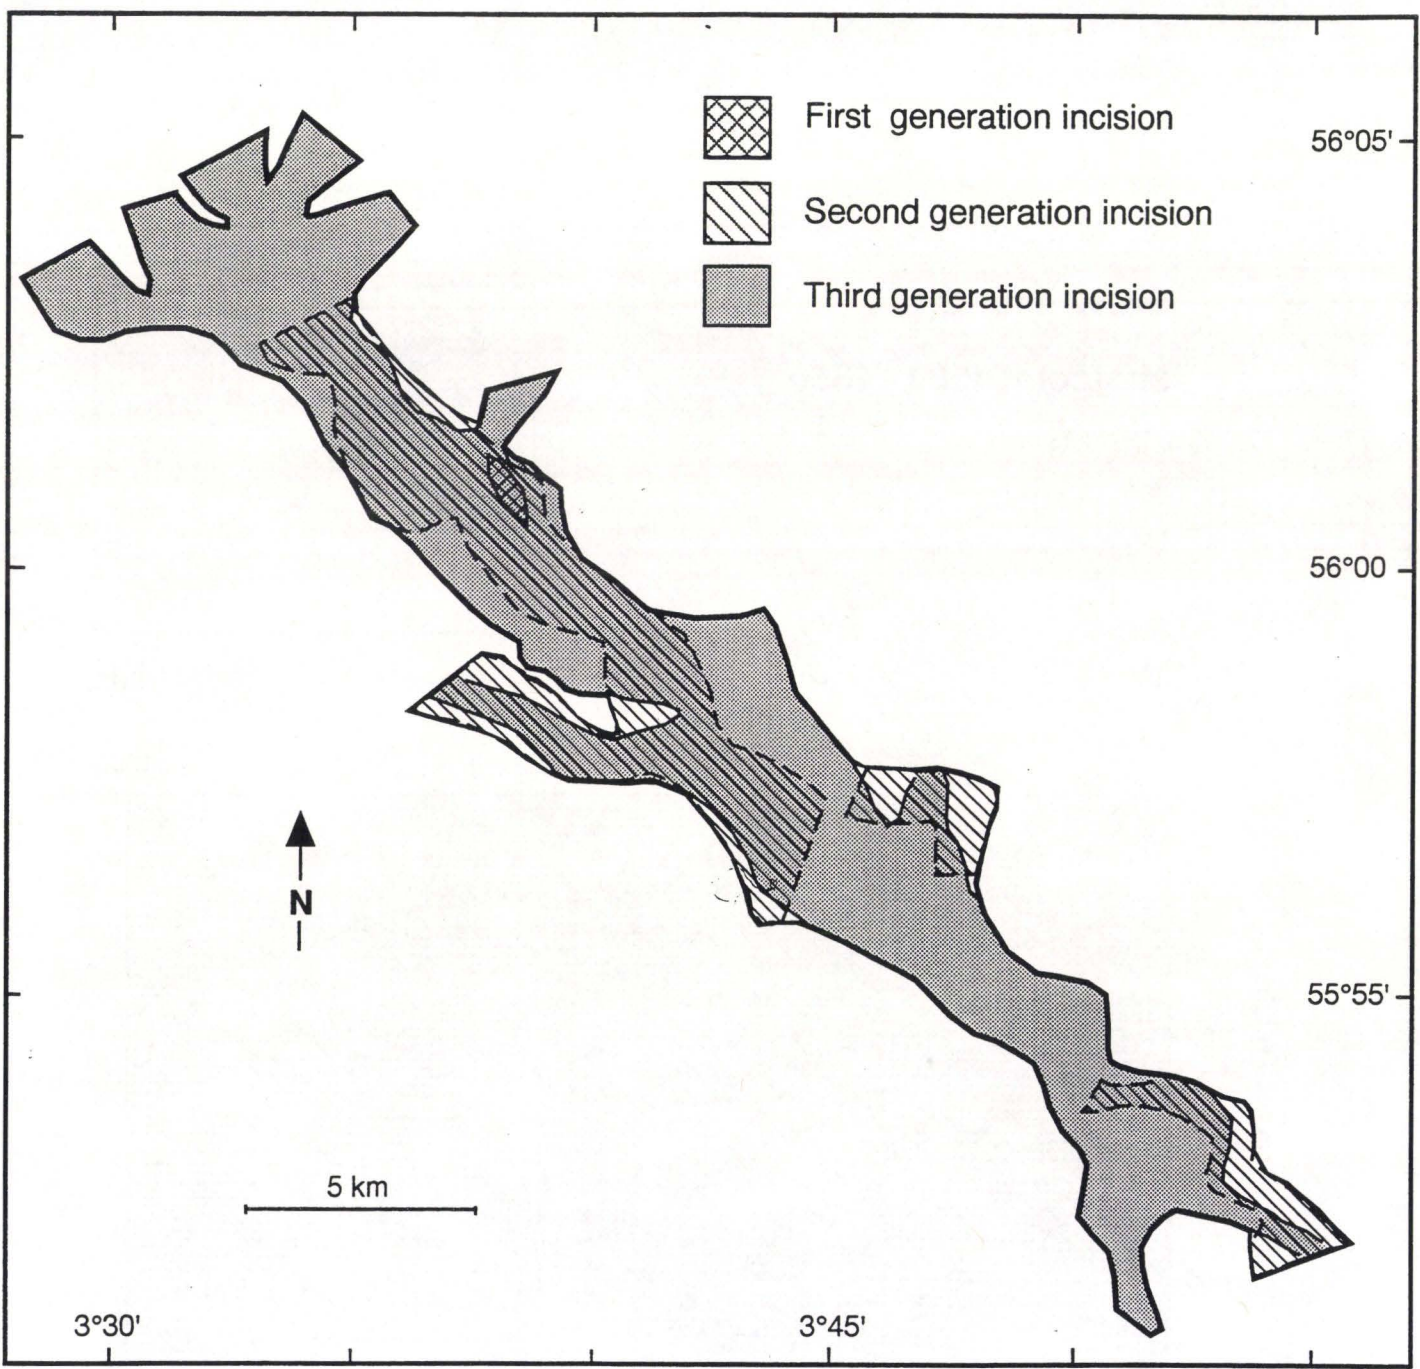 First generation incision
56°05'
Second generation incision
Third generation incision
56°00
N
55°55'
5 km
3°30'
3°45'